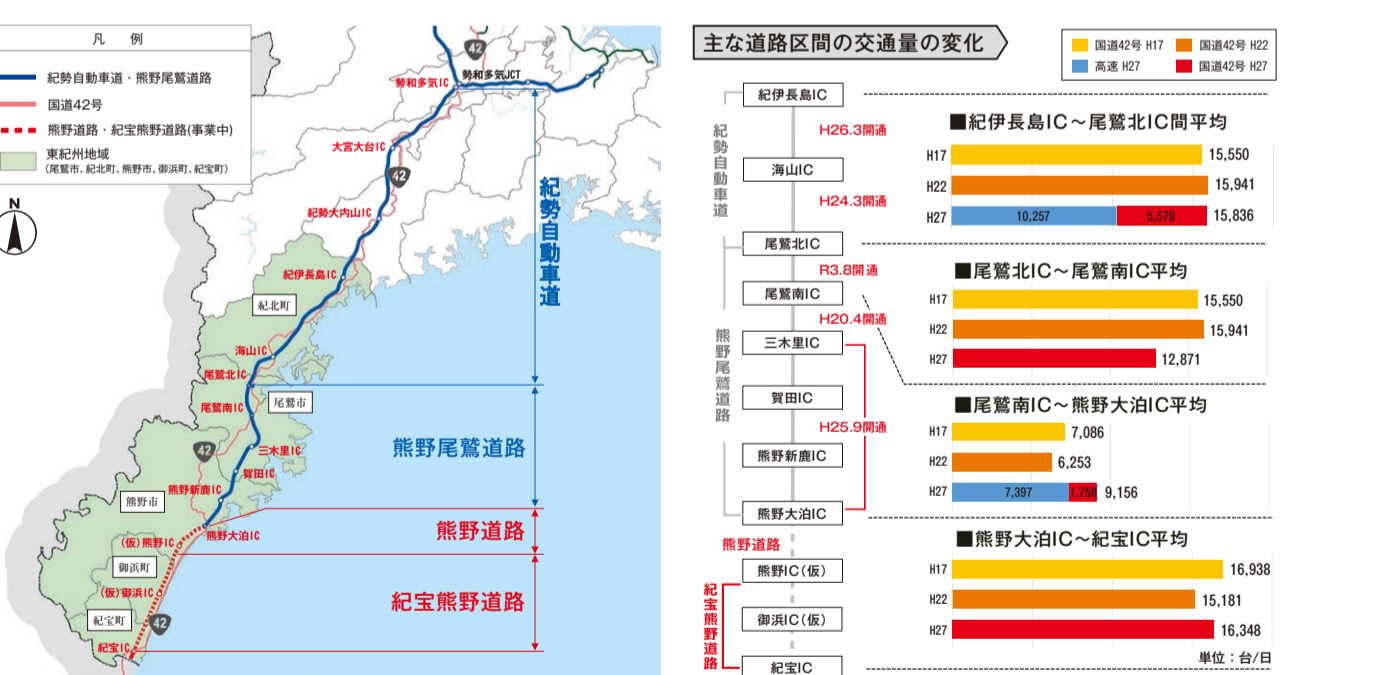 凡　例
紀勢自動車道・熊野尾鷲道路
国道42号
熊野道路・紀宝熊野道路(事業中)
東紀州地域
(尾鷲市、紀北町、熊野市、御浜町、紀宝町)
N
42
勢和多気JCT
勢和多気IC
大宮大台IC
42
紀勢大内山IC
紀勢自動車道
紀伊長島IC
紀北町
海山IC
尾鷲北IC
尾鷲市
尾鷲南IC
熊野尾鷲道路
42
三木里IC
賀田IC
熊野新鹿IC
熊野市
熊野道路
熊野大泊IC
(仮)熊野IC
御浜町
(仮)御浜IC
紀宝熊野道路
紀宝町
42
紀宝IC
主な道路区間の交通量の変化
国道42号 H17
国道42号 H22
高速 H27
国道42号 H27
紀伊長島IC
H26.3開通
紀勢自動車道
海山IC
H24.3開通
尾鷲北IC
R3.8開通
尾鷲南IC
H20.4開通
三木里IC
熊野尾鷲道路
賀田IC
H25.9開通
熊野新鹿IC
熊野大泊IC
熊野道路
熊野IC(仮)
紀宝熊野道路
御浜IC(仮)
紀宝IC
■紀伊長島IC～尾鷲北IC間平均
H17 15,550
H22 15,941
H27 10,257 5,579 15,836
■尾鷲北IC～尾鷲南IC平均
H17 15,550
H22 15,941
H27 12,871
■尾鷲南IC～熊野大泊IC平均
H17 7,086
H22 6,253
H27 7,397 1,758 9,156
■熊野大泊IC～紀宝IC平均
H17 16,938
H22 15,181
H27 16,348
単位：台/日